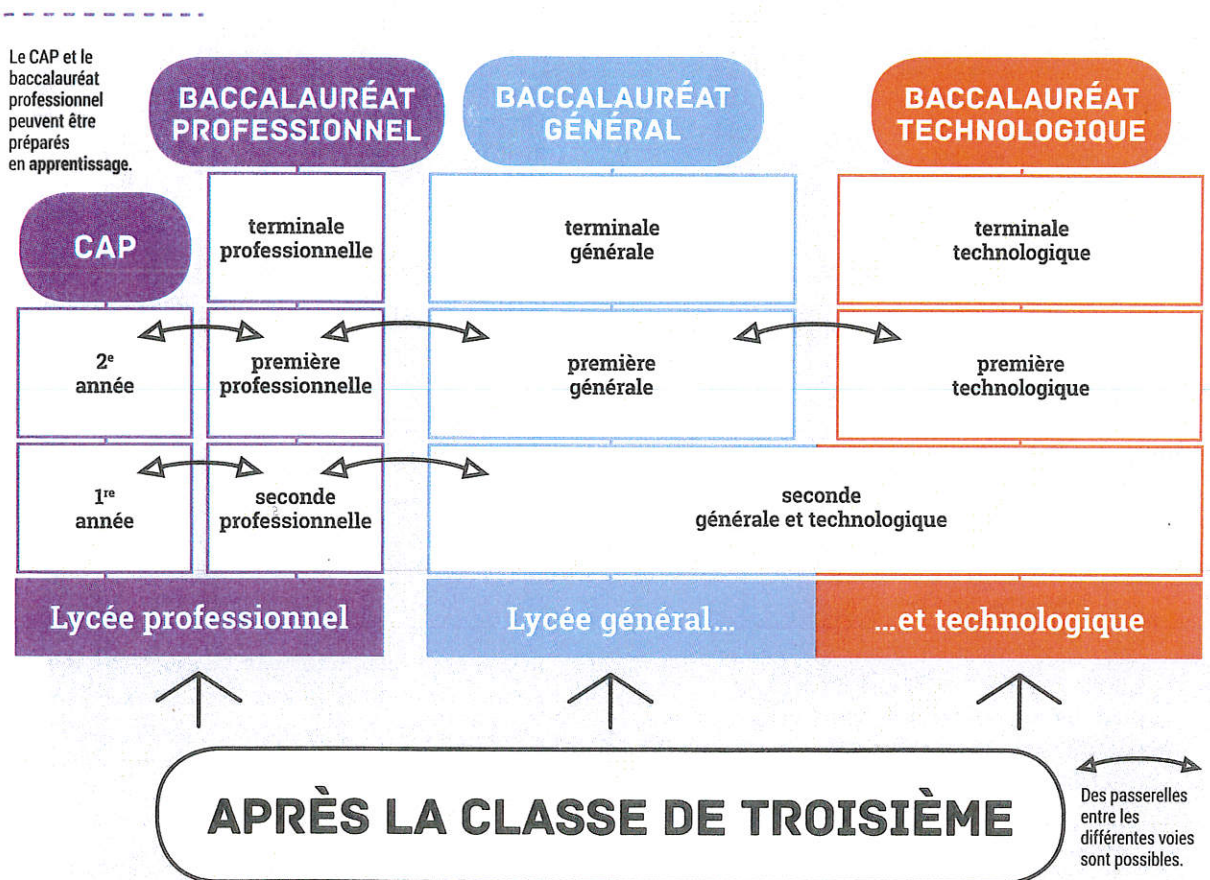 Le CAP et le
baccalauréat
professionnel
peuvent être
préparés
en apprentissage.
BACCALAURÉAT
PROFESSIONNEL
BACCALAURÉAT
GÉNÉRAL
BACCALAURÉAT
TECHNOLOGIQUE
CAP
terminale
professionnelle
terminale
générale
terminale
technologique
2e
année
première
professionnelle
première
générale
première
technologique
1re
année
seconde
professionnelle
seconde
générale et technologique
Lycée professionnel
Lycée général...
...et technologique
APRÈS LA CLASSE DE TROISIÈME
Des passerelles
entre les
différentes voies
sont possibles.